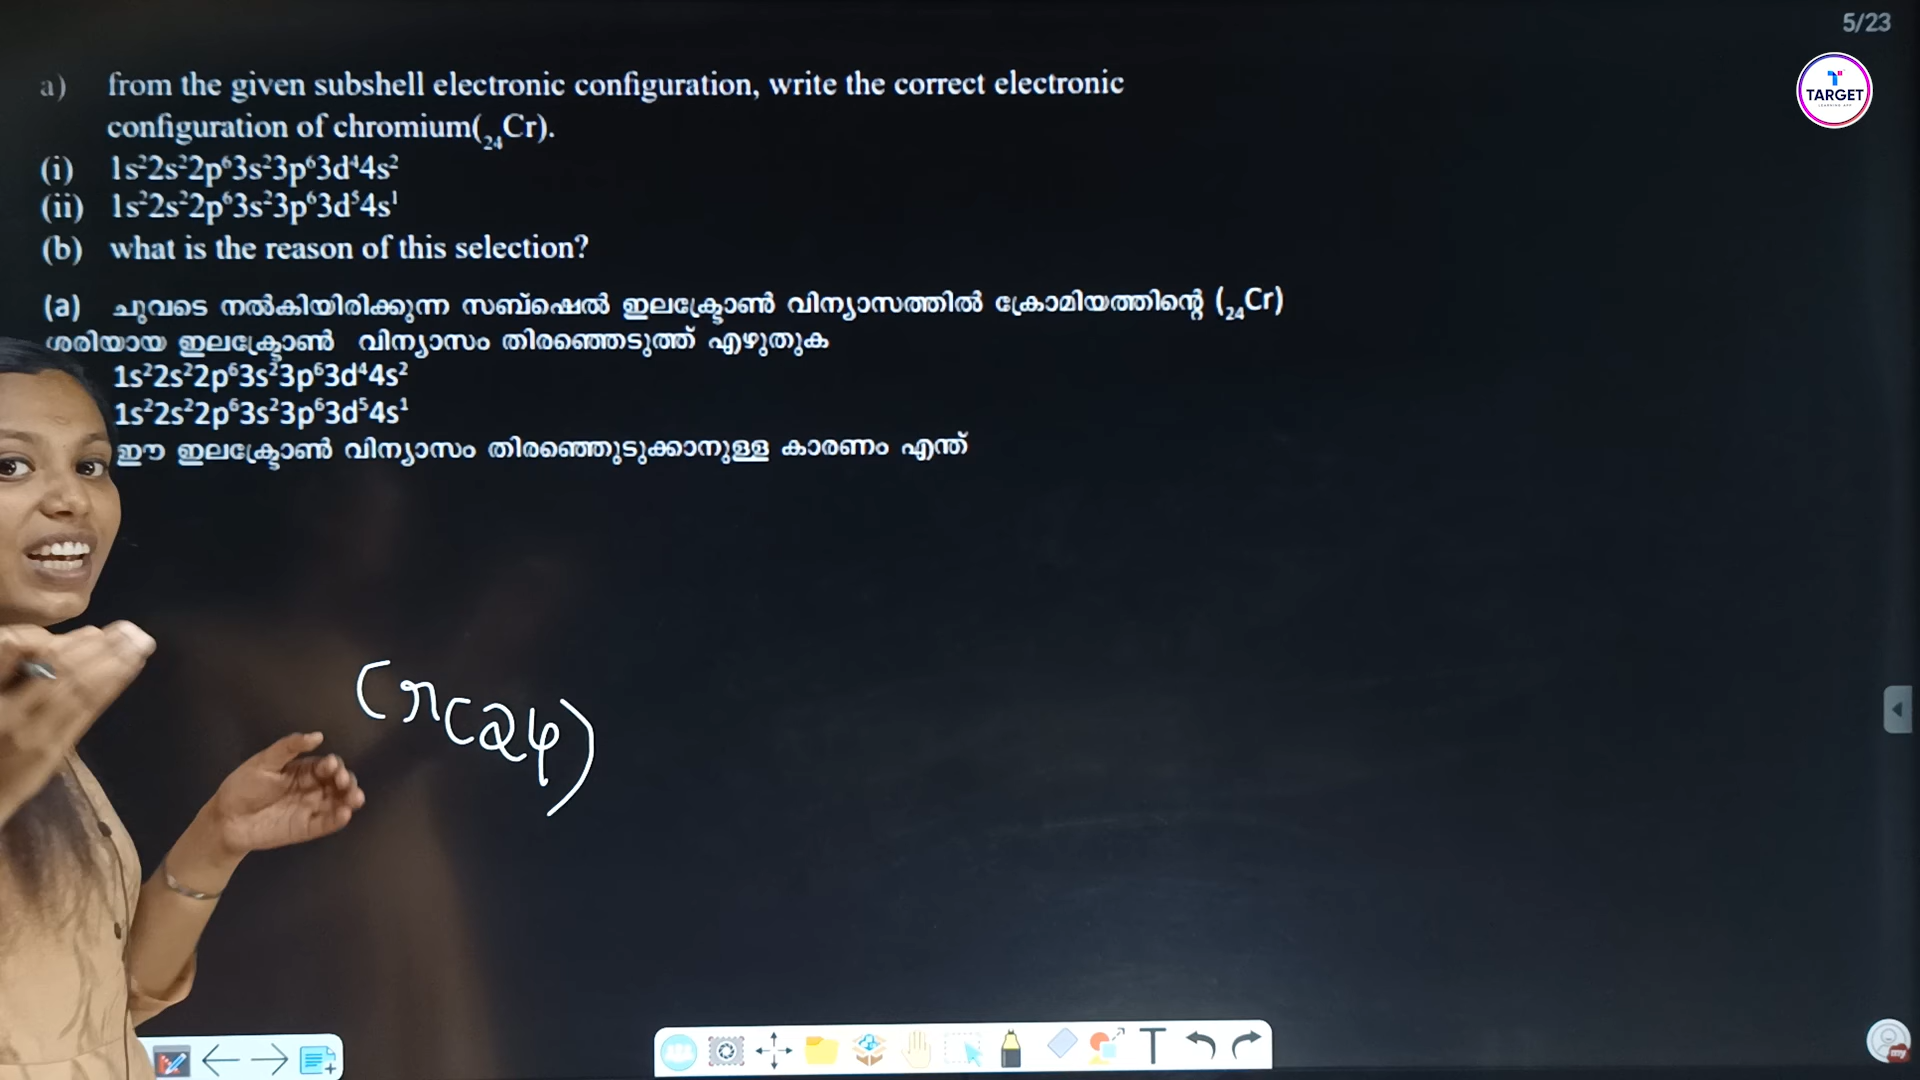 5/23
TARGET
a) from the given subshell electronic configuration, write the correct electronic
configuration of chromium(₂₄Cr).
(i) 1s²2s²2p⁶3s²3p⁶3d⁴4s²
(ii) 1s²2s²2p⁶3s²3p⁶3d⁵4s¹
(b) what is the reason of this selection?
(a) ചുവടെ നൽകിയിരിക്കുന്ന സബ്ഷെൽ ഇലക്ട്രോൺ വിന്യാസത്തിൽ ക്രോമിയത്തിന്റെ (₂₄Cr)
ശരിയായ ഇലക്ട്രോൺ വിന്യാസം തിരഞ്ഞെടുത്ത് എഴുതുക
1s²2s²2p⁶3s²3p⁶3d⁴4s²
1s²2s²2p⁶3s²3p⁶3d⁵4s¹
ഈ ഇലക്ട്രോൺ വിന്യാസം തിരഞ്ഞുടുക്കാനുള്ള കാരണം എന്ത്
Cr(24)
T